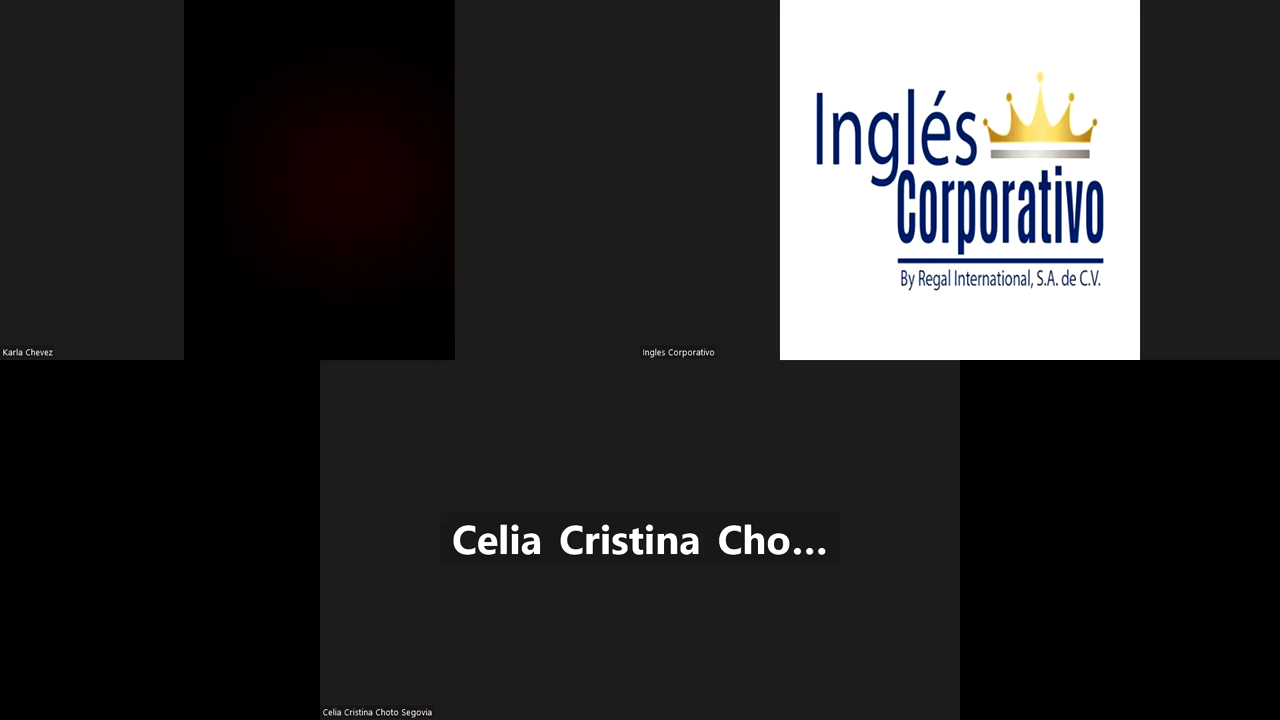 Inglés
Corporativo
By Regal International, S.A. de C.V.
Karla Chevez
Ingles Corporativo
Celia Cristina Cho...
Celia Cristina Choto Segovia